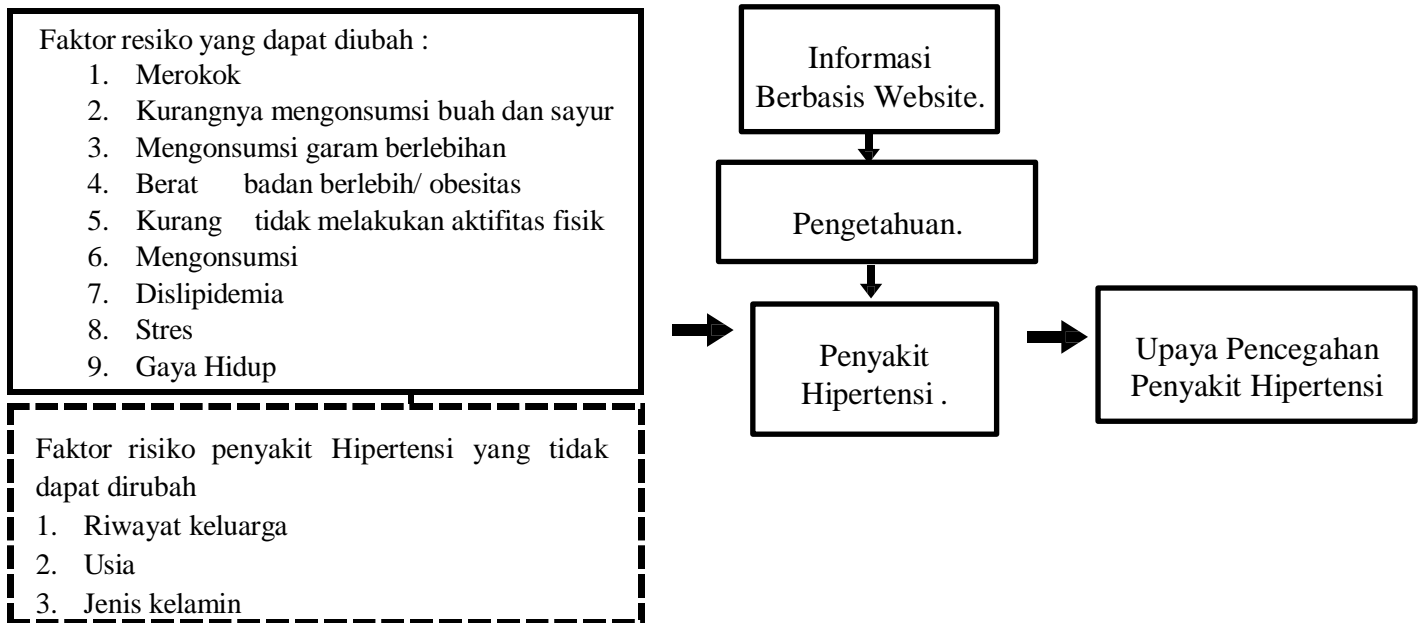 Faktor resiko yang dapat diubah :
1. Merokok
2. Kurangnya mengonsumsi buah dan sayur
3. Mengonsumsi garam berlebihan
4. Berat badan berlebih/ obesitas
5. Kurang tidak melakukan aktifitas fisik
6. Mengonsumsi
7. Dislipidemia
8. Stres
9. Gaya Hidup
Faktor risiko penyakit Hipertensi yang tidak
dapat dirubah
1. Riwayat keluarga
2. Usia
3. Jenis kelamin
Informasi
Berbasis Website.
Pengetahuan.
Penyakit
Hipertensi .
Upaya Pencegahan
Penyakit Hipertensi